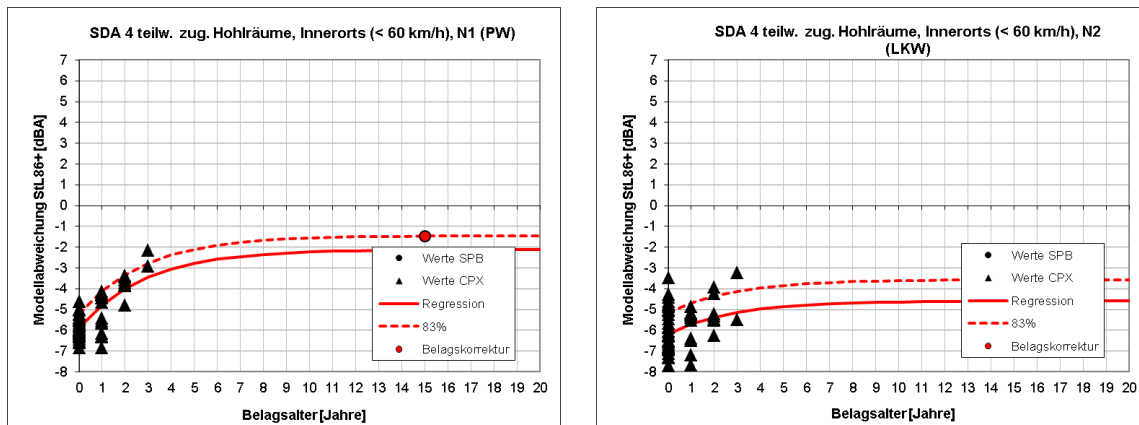 SDA 4 teilw. zug. Hohlräume, Innerorts (< 60 km/h), N1 (PW)
7
6
5
4
3
2
1
0
-1
-2
-3
-4
-5
-6
-7
-8
Modellabweichung StL86+ [dBA]
0 1 2 3 4 5 6 7 8 9 10 11 12 13 14 15 16 17 18 19 20
Belagsalter [Jahre]
Werte SPB
Werte CPX
Regression
83%
Belagskorrektur
SDA 4 teilw. zug. Hohlräume, Innerorts (< 60 km/h), N2
(LKW)
7
6
5
4
3
2
1
0
-1
-2
-3
-4
-5
-6
-7
-8
Modellabweichung StL86+ [dBA]
0 1 2 3 4 5 6 7 8 9 10 11 12 13 14 15 16 17 18 19 20
Belagsalter [Jahre]
Werte SPB
Werte CPX
Regression
83%
Belagskorrektur